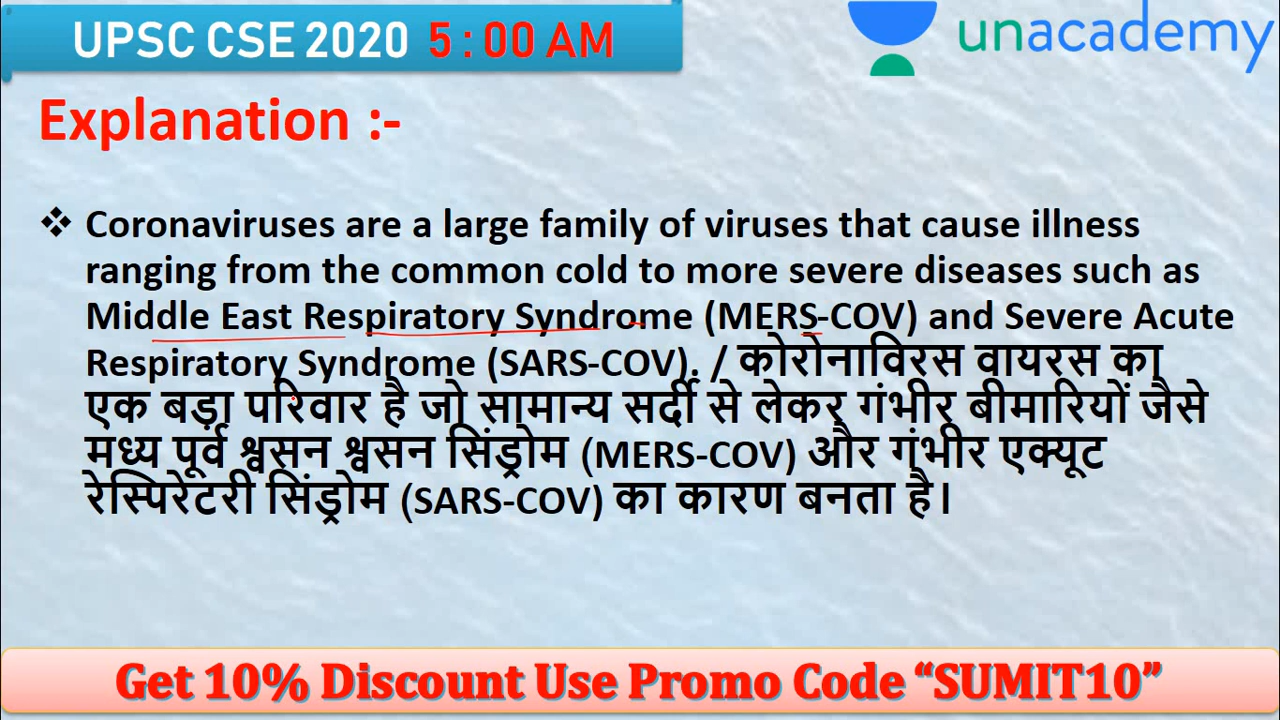 UPSC CSE 2020 5 : 00 AM
unacademy
Explanation :-
❖ Coronaviruses are a large family of viruses that cause illness
ranging from the common cold to more severe diseases such as
Middle East Respiratory Syndrome (MERS-COV) and Severe Acute
Respiratory Syndrome (SARS-COV). / कोरोनाविरस वायरस का
एक बड़ा परिवार है जो सामान्य सर्दी से लेकर गंभीर बीमारियों जैसे
मध्य पूर्व श्वसन श्वसन सिंड्रोम (MERS-COV) और गंभीर एक्यूट
रेस्पिरेटरी सिंड्रोम (SARS-COV) का कारण बनता है।
Get 10% Discount Use Promo Code “SUMIT10”